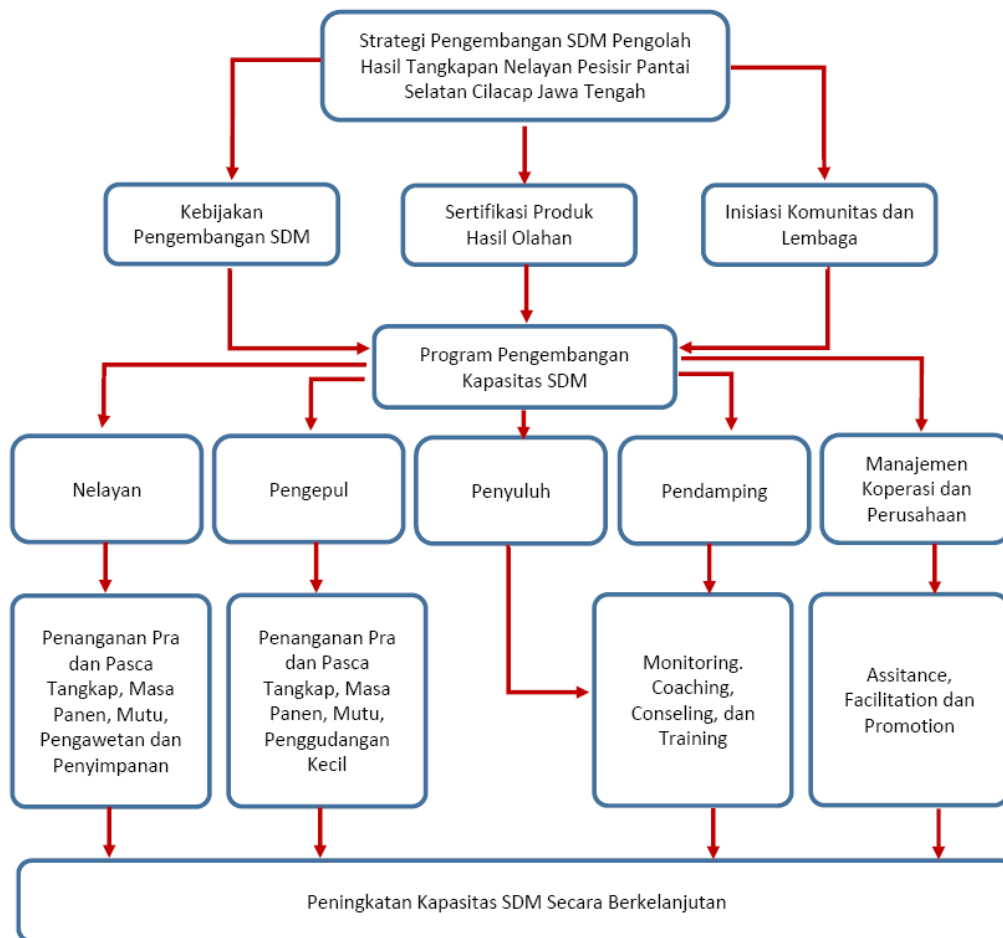 Strategi Pengembangan SDM Pengolah
Hasil Tangkapan Nelayan Pesisir Pantai
Selatan Cilacap Jawa Tengah
Kebijakan
Pengembangan SDM
Sertifikasi Produk
Hasil Olahan
Inisiasi Komunitas dan
Lembaga
Program Pengembangan
Kapasitas SDM
Nelayan
Pengepul
Penyuluh
Pendamping
Manajemen
Koperasi dan
Perusahaan
Penanganan Pra
dan Pasca
Tangkap, Masa
Panen, Mutu,
Pengawetan dan
Penyimpanan
Penanganan Pra
dan Pasca
Tangkap, Masa
Panen, Mutu,
Penggudangan
Kecil
Monitoring.
Coaching,
Conseling, dan
Training
Assitance,
Facilitation dan
Promotion
Peningkatan Kapasitas SDM Secara Berkelanjutan